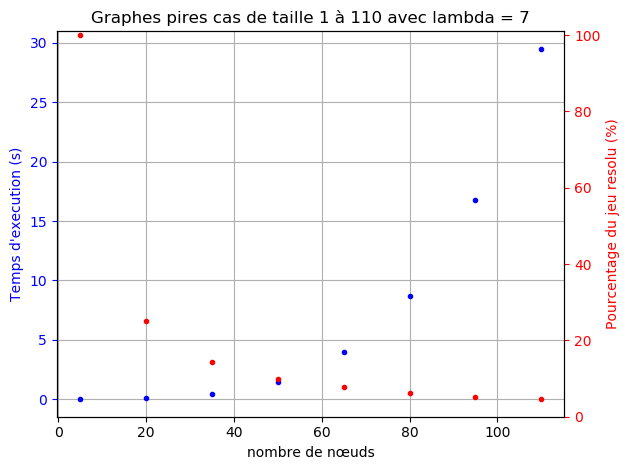 Graphes pires cas de taille 1 à 110 avec lambda = 7
30
25
20
15
10
5
0
Temps d'execution (s)
100
80
60
40
20
0
Pourcentage du jeu resolu (%)
0 20 40 60 80 100
nombre de nœuds